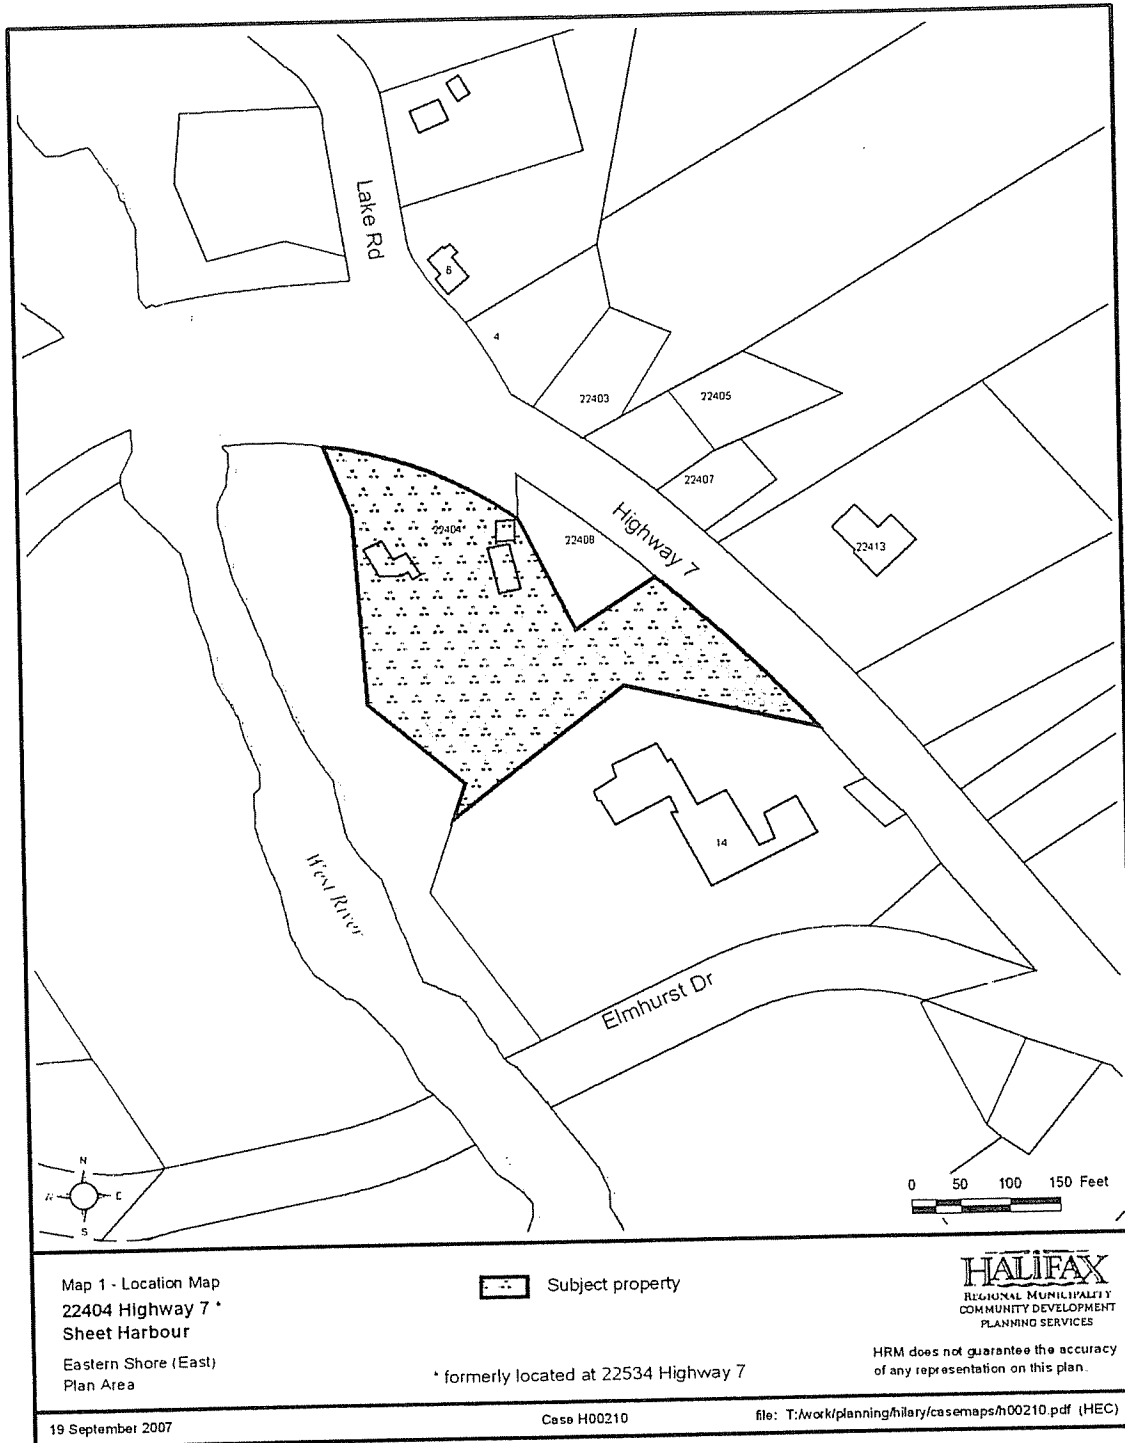 Lake Rd
6
4
22403
22405
22407
22404
22408
Highway 7
22413
14
West River
Elmhurst Dr
N
W E
S
0 50 100 150 Feet
Map 1 - Location Map
22404 Highway 7 *
Sheet Harbour
Eastern Shore (East)
Plan Area
Subject property
* formerly located at 22534 Highway 7
HALIFAX
REGIONAL MUNICIPALITY
COMMUNITY DEVELOPMENT
PLANNING SERVICES
HRM does not guarantee the accuracy
of any representation on this plan.
19 September 2007
Case H00210
file: T:/work/planning/hilary/casemaps/h00210.pdf (HEC)